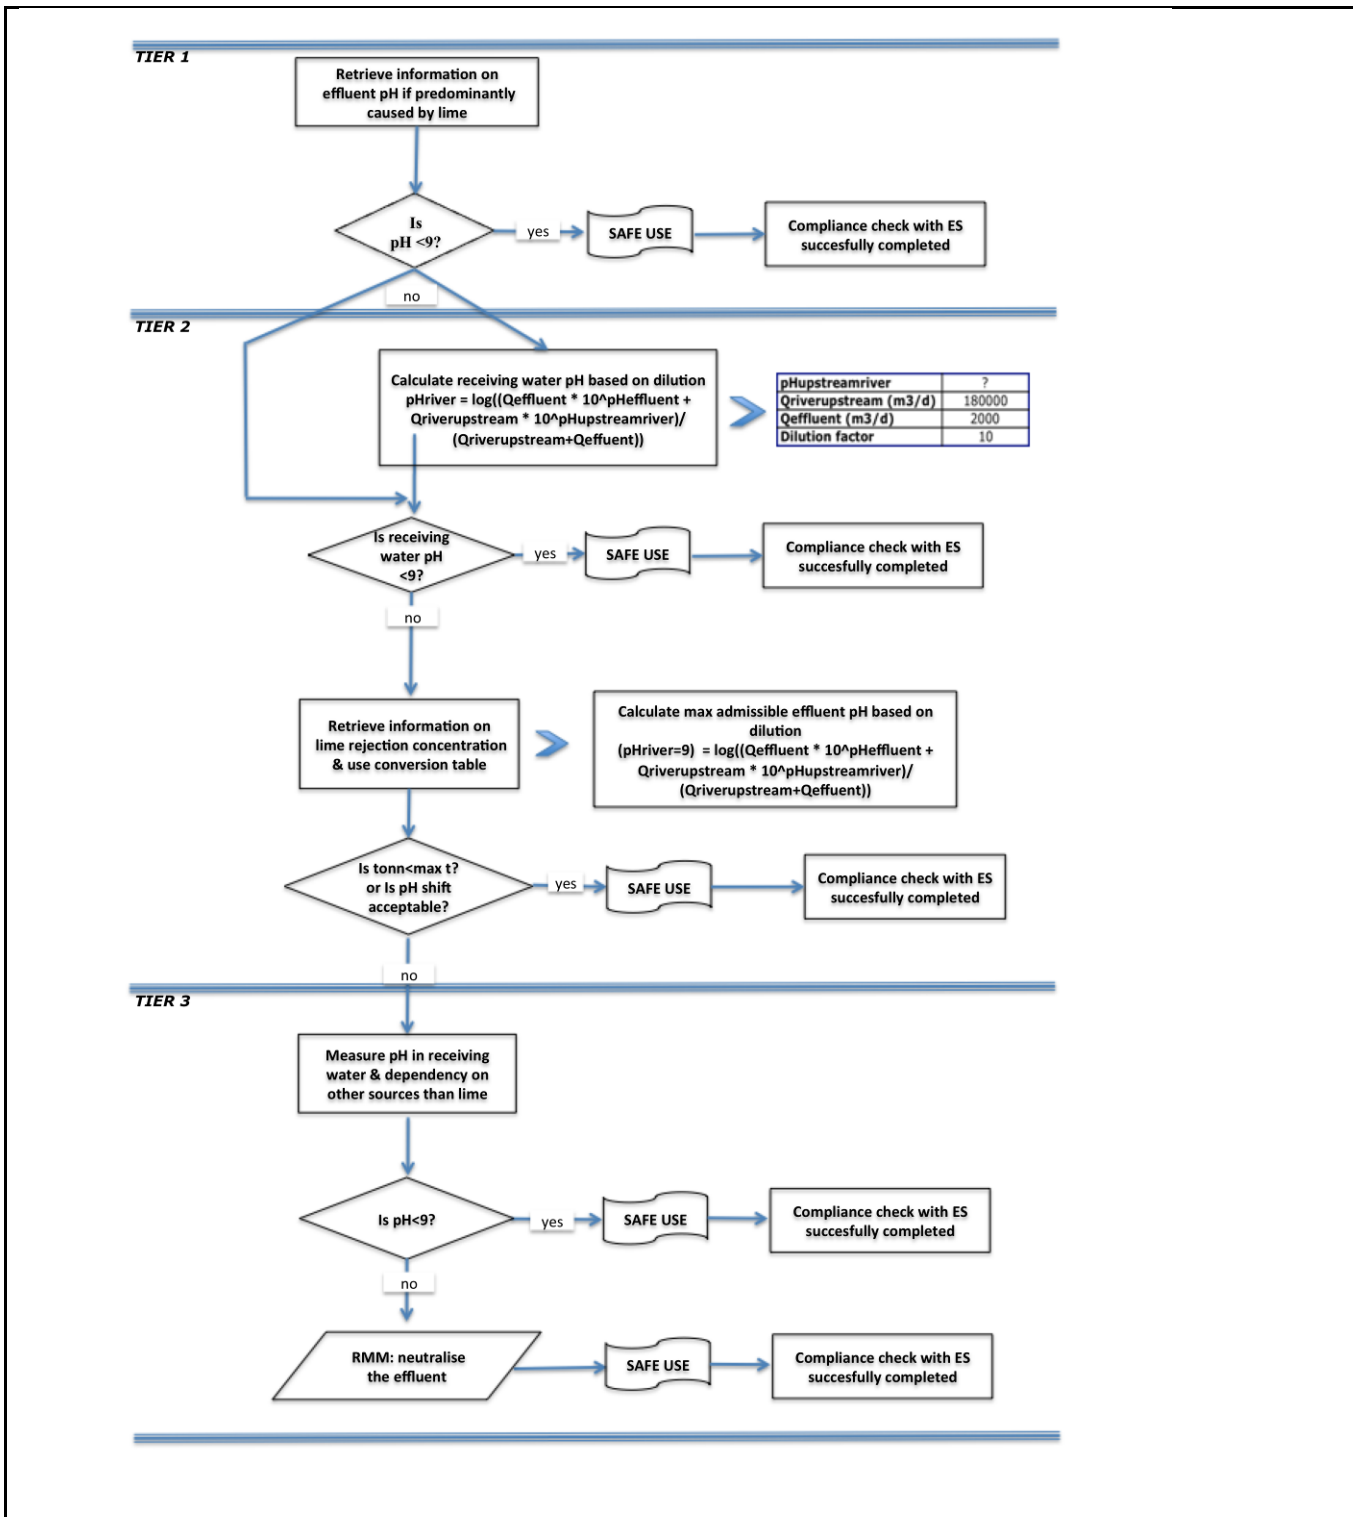 TIER 1
Retrieve information on
effluent pH if predominantly
caused by lime
Is
pH <9?
yes
SAFE USE
Compliance check with ES
succesfully completed
no
TIER 2
Calculate receiving water pH based on dilution
pHriver = log((Qeffluent * 10^pHeffluent +
Qriverupstream * 10^pHupstreamriver)/
(Qriverupstream+Qeffuent))
pHupstreamriver ?
Qriverupstream (m3/d) 180000
Qeffluent (m3/d) 2000
Dilution factor 10
Is receiving
water pH
<9?
yes
SAFE USE
Compliance check with ES
succesfully completed
no
Retrieve information on
lime rejection concentration
& use conversion table
Calculate max admissible effluent pH based on
dilution
(pHriver=9) = log((Qeffluent * 10^pHeffluent +
Qriverupstream * 10^pHupstreamriver)/
(Qriverupstream+Qeffuent))
Is tonn<max t?
or Is pH shift
acceptable?
yes
SAFE USE
Compliance check with ES
succesfully completed
no
TIER 3
Measure pH in receiving
water & dependency on
other sources than lime
Is pH<9?
yes
SAFE USE
Compliance check with ES
succesfully completed
no
RMM: neutralise
the effluent
SAFE USE
Compliance check with ES
succesfully completed